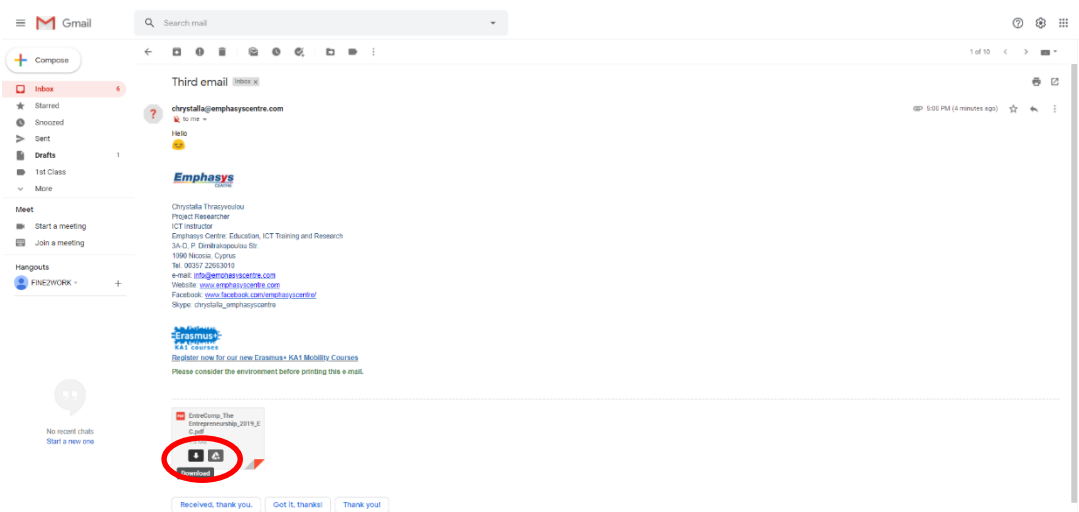 Gmail
Search mail
Compose
1 of 10
Inbox 6
Starred
Snoozed
Sent
Drafts 1
1st Class
More
Meet
Start a meeting
Join a meeting
Hangouts
FINE2WORK
No recent chats
Start a new one
Third email Inbox x
chrystalla@emphasyscentre.com
5:00 PM (4 minutes ago)
to me
Hello
Emphasys
CENTRE
Chrystalla Thrasyvoulou
Project Researcher
ICT Instructor
Emphasys Centre: Education, ICT Training and Research
3A-D, P. Dimitrakopoulou Str.
1090 Nicosia, Cyprus
Tel. 00357 22663010
e-mail: info@emphasyscentre.com
Website: www.emphasyscentre.com
Facebook: www.facebook.com/emphasyscentre/
Skype: chrystalla_emphasyscentre
Erasmus+
KA1 courses
Register now for our new Erasmus+ KA1 Mobility Courses
Please consider the environment before printing this e-mail.
PDF
EntreComp_The
Entrepreneurship_2019_E
C.pdf
Download
Received, thank you.
Got it, thanks!
Thank you!